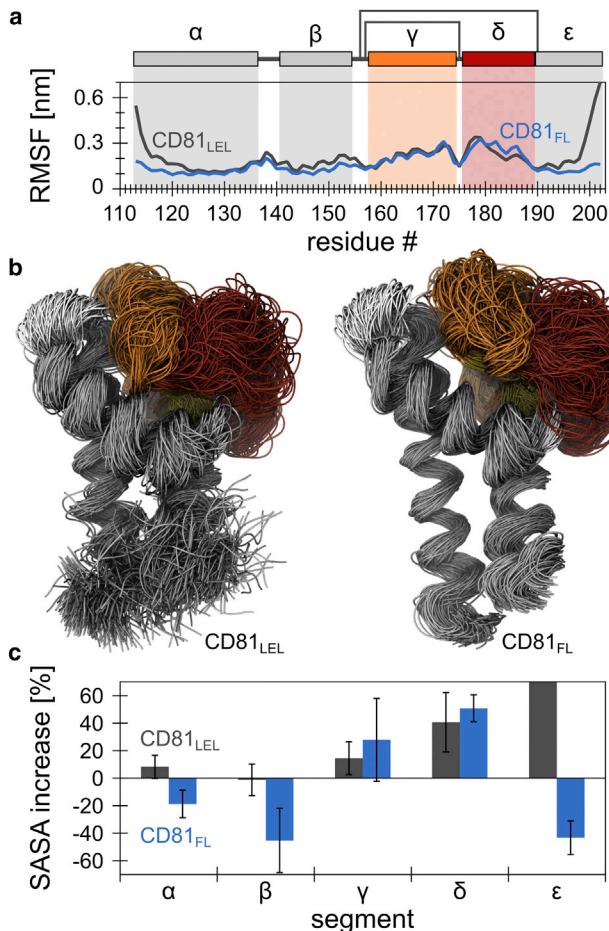 a
α β γ δ ε
RMSF [nm]
0.6
0.3
0
CD81LEL
CD81FL
110 120 130 140 150 160 170 180 190 200
residue #
b
CD81LEL
CD81FL
c
SASA increase [%]
60
40
20
0
-20
-40
-60
CD81LEL
CD81FL
α β γ δ ε
segment